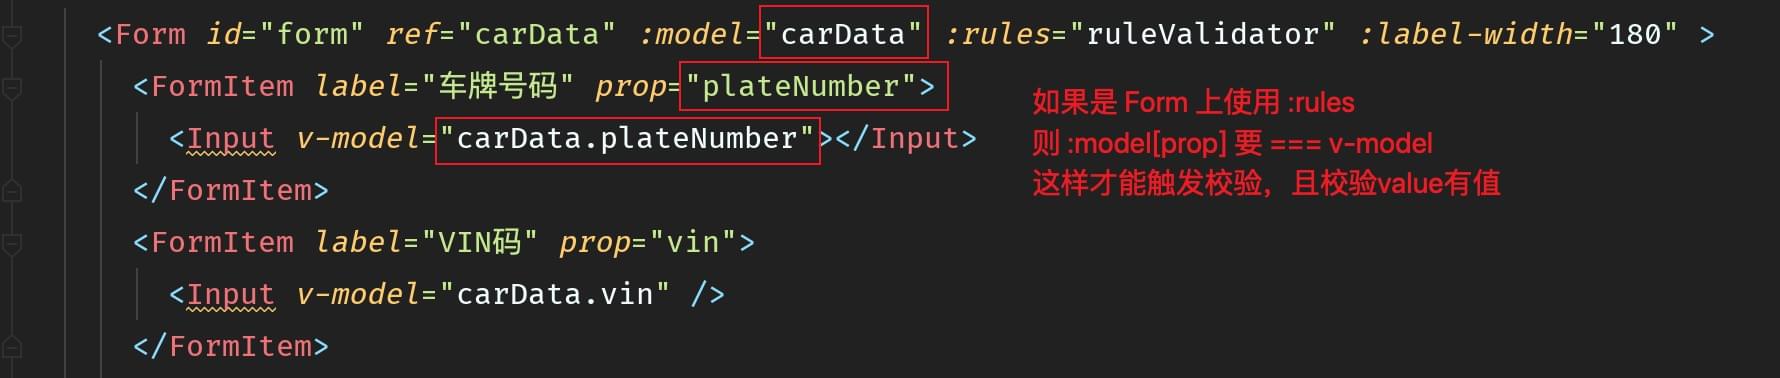 <Form id="form" ref="carData" :model="carData" :rules="ruleValidator" :label-width="180" >
<FormItem label="车牌号码" prop="plateNumber">
<Input v-model="carData.plateNumber"></Input>
</FormItem>
<FormItem label="VIN码" prop="vin">
<Input v-model="carData.vin" />
</FormItem>
如果是 Form 上使用 :rules
则 :model[prop] 要 === v-model
这样才能触发校验，且校验value有值